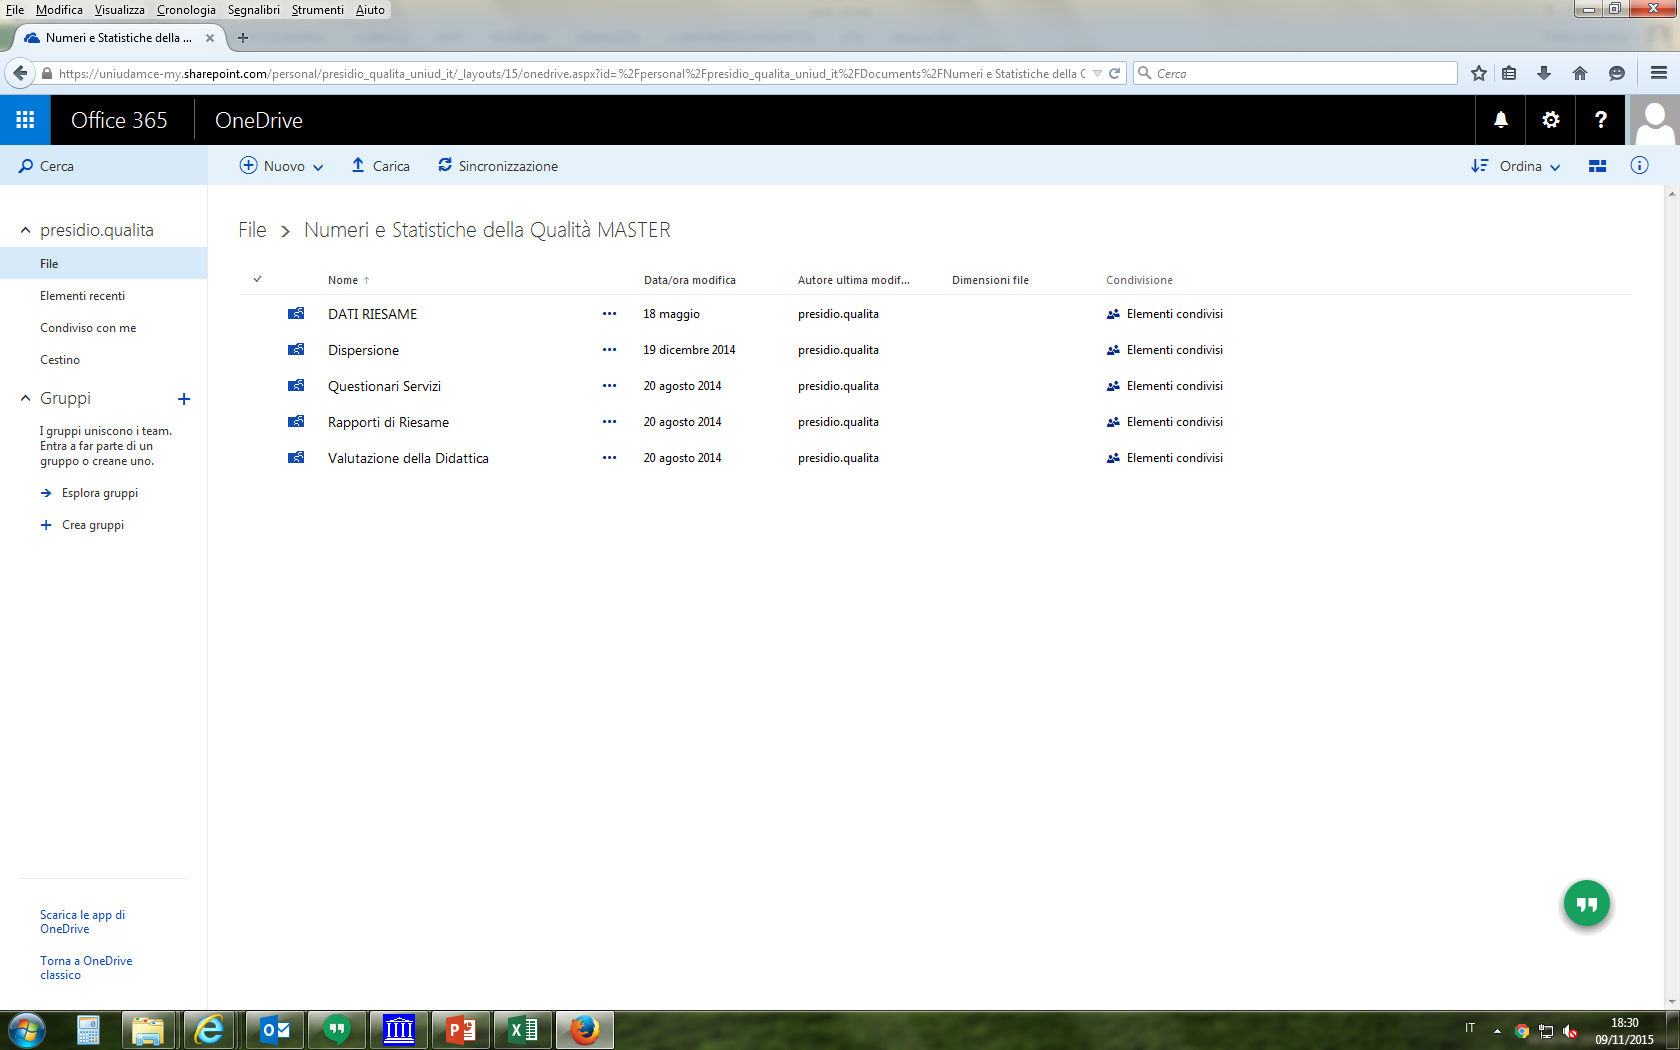 File Modifica Visualizza Cronologia Segnalibri Strumenti Aiuto
Numeri e Statistiche della ...
https://uniudamce-my.sharepoint.com/personal/presidio_qualita_uniud_it/_layouts/15/onedrive.aspx?id=%2Fpersonal%2Fpresidio_qualita_uniud_it%2FDocuments%2FNumeri e Statistiche della Q
Cerca
Office 365 OneDrive
Cerca Nuovo Carica Sincronizzazione Ordina
presidio.qualita
File
Elementi recenti
Condiviso con me
Cestino
Gruppi
I gruppi uniscono i team.
Entra a far parte di un
gruppo o creane uno.
Esplora gruppi
Crea gruppi
Scarica le app di
OneDrive
Torna a OneDrive
classico
File > Numeri e Statistiche della Qualità MASTER
Nome Data/ora modifica Autore ultima modif... Dimensioni file Condivisione
DATI RIESAME ... 18 maggio presidio.qualita Elementi condivisi
Dispersione ... 19 dicembre 2014 presidio.qualita Elementi condivisi
Questionari Servizi ... 20 agosto 2014 presidio.qualita Elementi condivisi
Rapporti di Riesame ... 20 agosto 2014 presidio.qualita Elementi condivisi
Valutazione della Didattica ... 20 agosto 2014 presidio.qualita Elementi condivisi
IT
18:30
09/11/2015